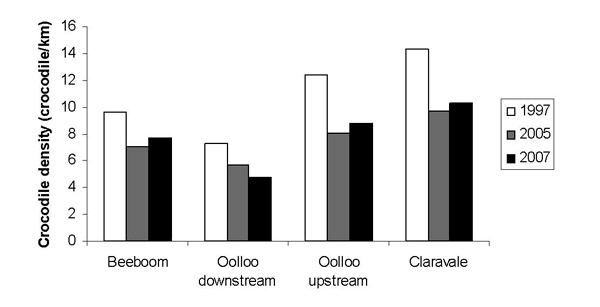 Crocodile density (crocodile/km)
16
14
12
10
8
6
4
2
0
Beeboom
Oolloo
downstream
Oolloo
upstream
Claravale
1997
2005
2007